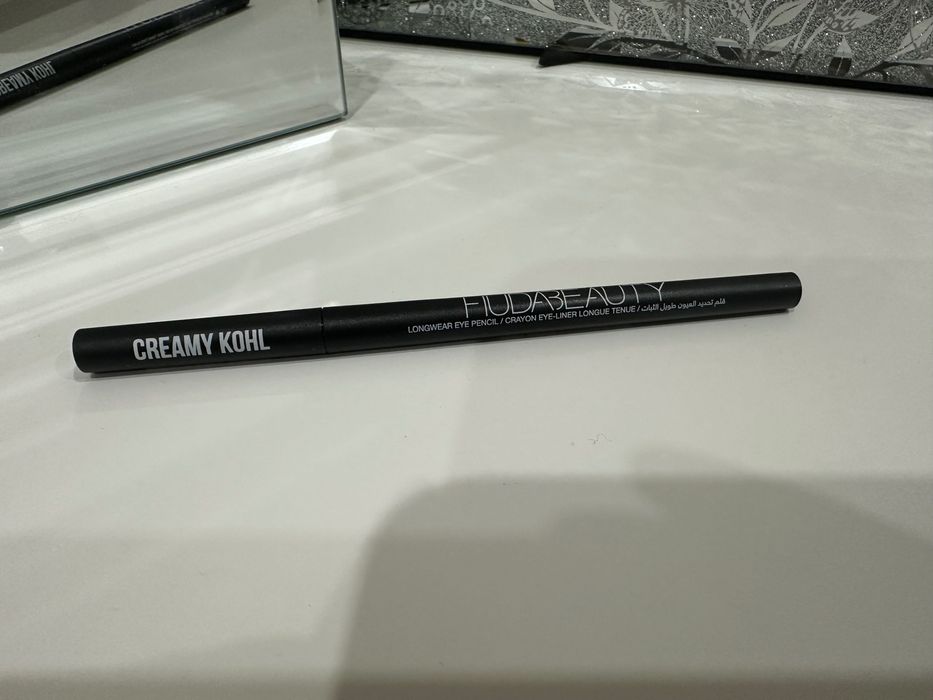 CREAMY KOHL
HUDABEAUTY
LONGWEAR EYE PENCIL / CRAYON EYE-LINER LONGUE TENUE / قلم تحديد العيون طويل الثبات